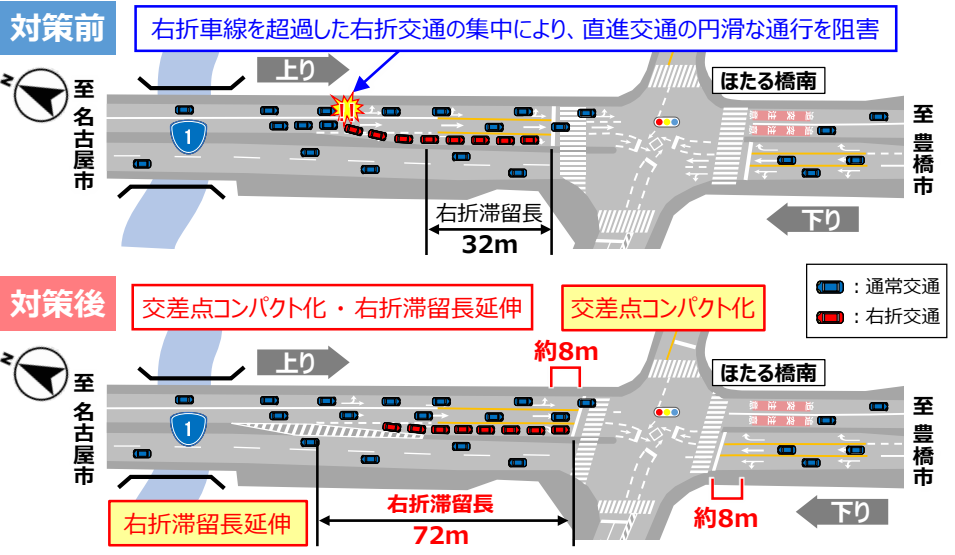 対策前
右折車線を超過した右折交通の集中により、直進交通の円滑な通行を阻害
N
上り
至 名古屋市
1
ほたる橋南
至 豊橋市
下り
右折滞留長
32m
対策後
交差点コンパクト化 ・ 右折滞留長延伸
交差点コンパクト化
：通常交通
：右折交通
約8m
N
上り
至 名古屋市
1
ほたる橋南
至 豊橋市
右折滞留長延伸
右折滞留長
72m
約8m
下り